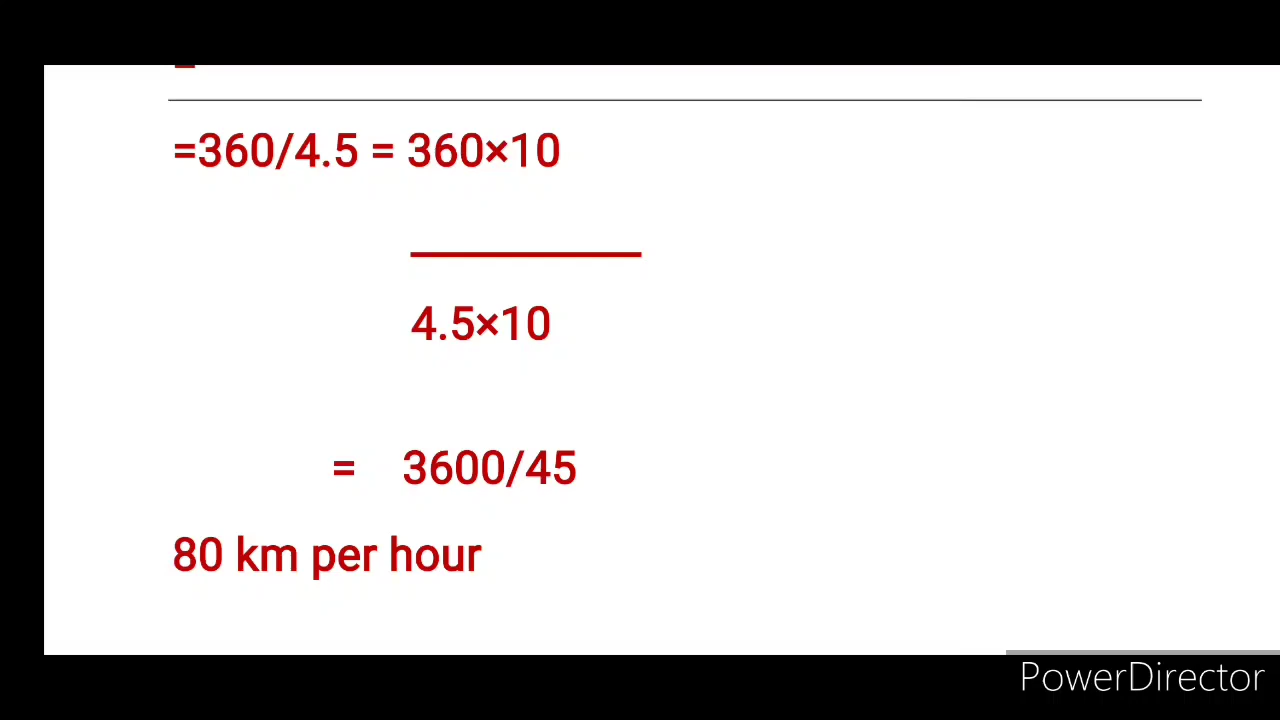 =360/4.5 = 360×10
4.5×10
= 3600/45
80 km per hour
PowerDirector